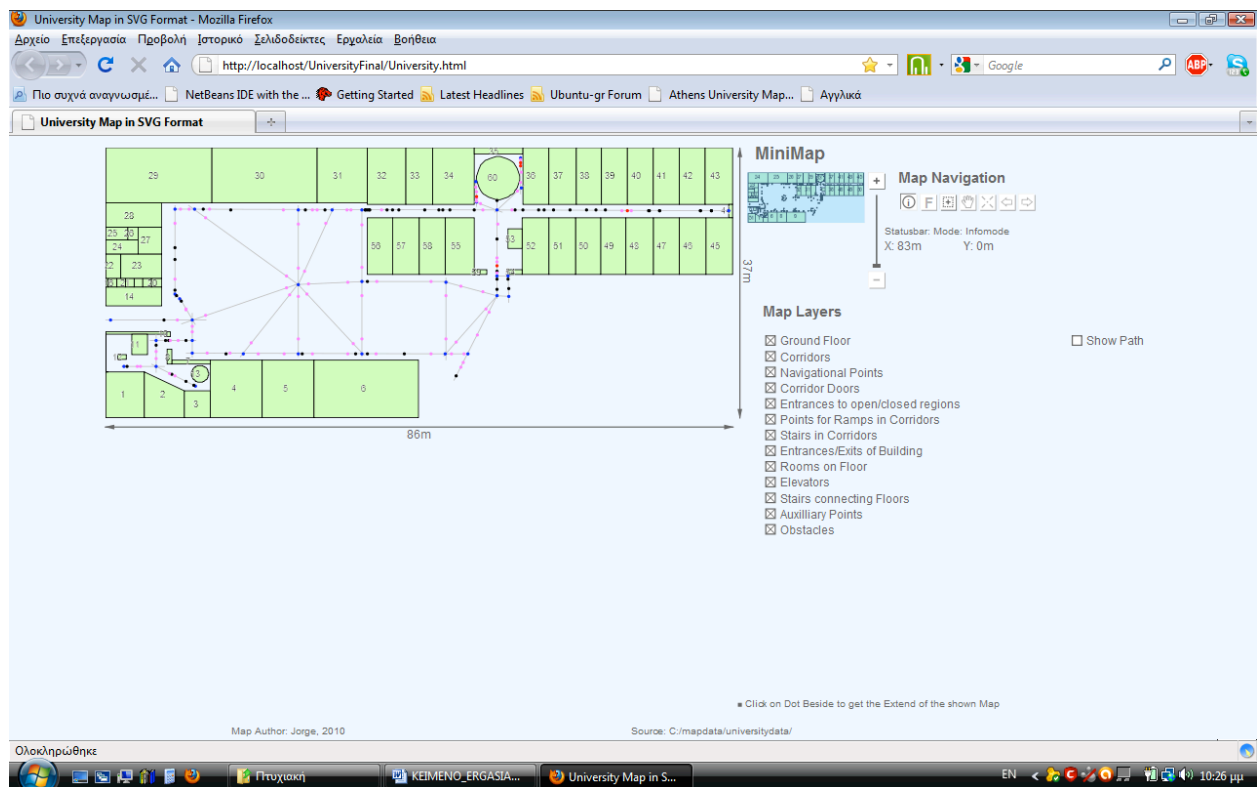 University Map in SVG Format - Mozilla Firefox
Αρχείο Επεξεργασία Προβολή Ιστορικό Σελιδοδείκτες Εργαλεία Βοήθεια
http://localhost/UniversityFinal/University.html Google ABP
Πιο συχνά αναγνωσμέ... NetBeans IDE with the ... Getting Started Latest Headlines Ubuntu-gr Forum Athens University Map... Αγγλικά
University Map in SVG Format
MiniMap
29 30 31 32 33 34 35 60 36 37 38 39 40 41 42 43
Map Navigation
F
28
25 26 27
24
56 57 58 55 53 52 51 50 49 48 47 46 45
Statusbar: Mode: Infomode
X: 83m Y: 0m
23
14
37m
Map Layers
Ground Floor
Show Path
Corridors
Navigational Points
Corridor Doors
Entrances to open/closed regions
Points for Ramps in Corridors
Stairs in Corridors
Entrances/Exits of Building
Rooms on Floor
Elevators
Stairs connecting Floors
Auxilliary Points
Obstacles
11
1 2 3 4 5 6
86m
Click on Dot Beside to get the Extend of the shown Map
Map Author: Jorge, 2010
Source: C:/mapdata/universitydata/
Ολοκληρώθηκε
Πτυχιακή KEIMENO_ERGASIA... University Map in S... EN 10:26 μμ